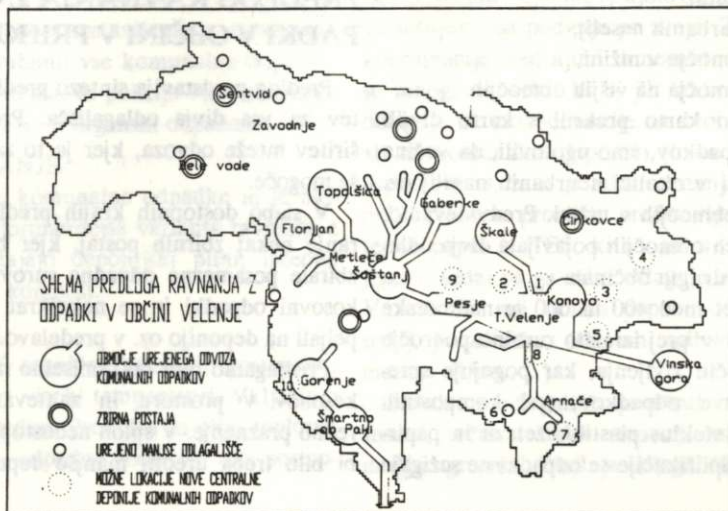 Šentvid
Završnje
Bele vode
Topolšica
Gaberke
Florjan
Škale
Cirkovce
Metleče
Šoštanj
SHEMA PREDLOGA RAVNANJA Z
ODPADKI V OBČINI VELENJE
9
2
1
3
4
Pesje
Konovo
T. Velenje
5
8
Vinska
gora
OBMOČJE UREJENEGA ODVOZA
KOMUNALNIH ODPADKOV
Gorenje
10
Arnače
ZBIRNA POSTAJA
Šmartno
ob Paki
6
7
UREJENO MANJŠE ODLAGALIŠČE
MOŽNE LOKACIJE NOVE CENTRALNE
DEPONIJE KOMUNALNIH ODPADKOV